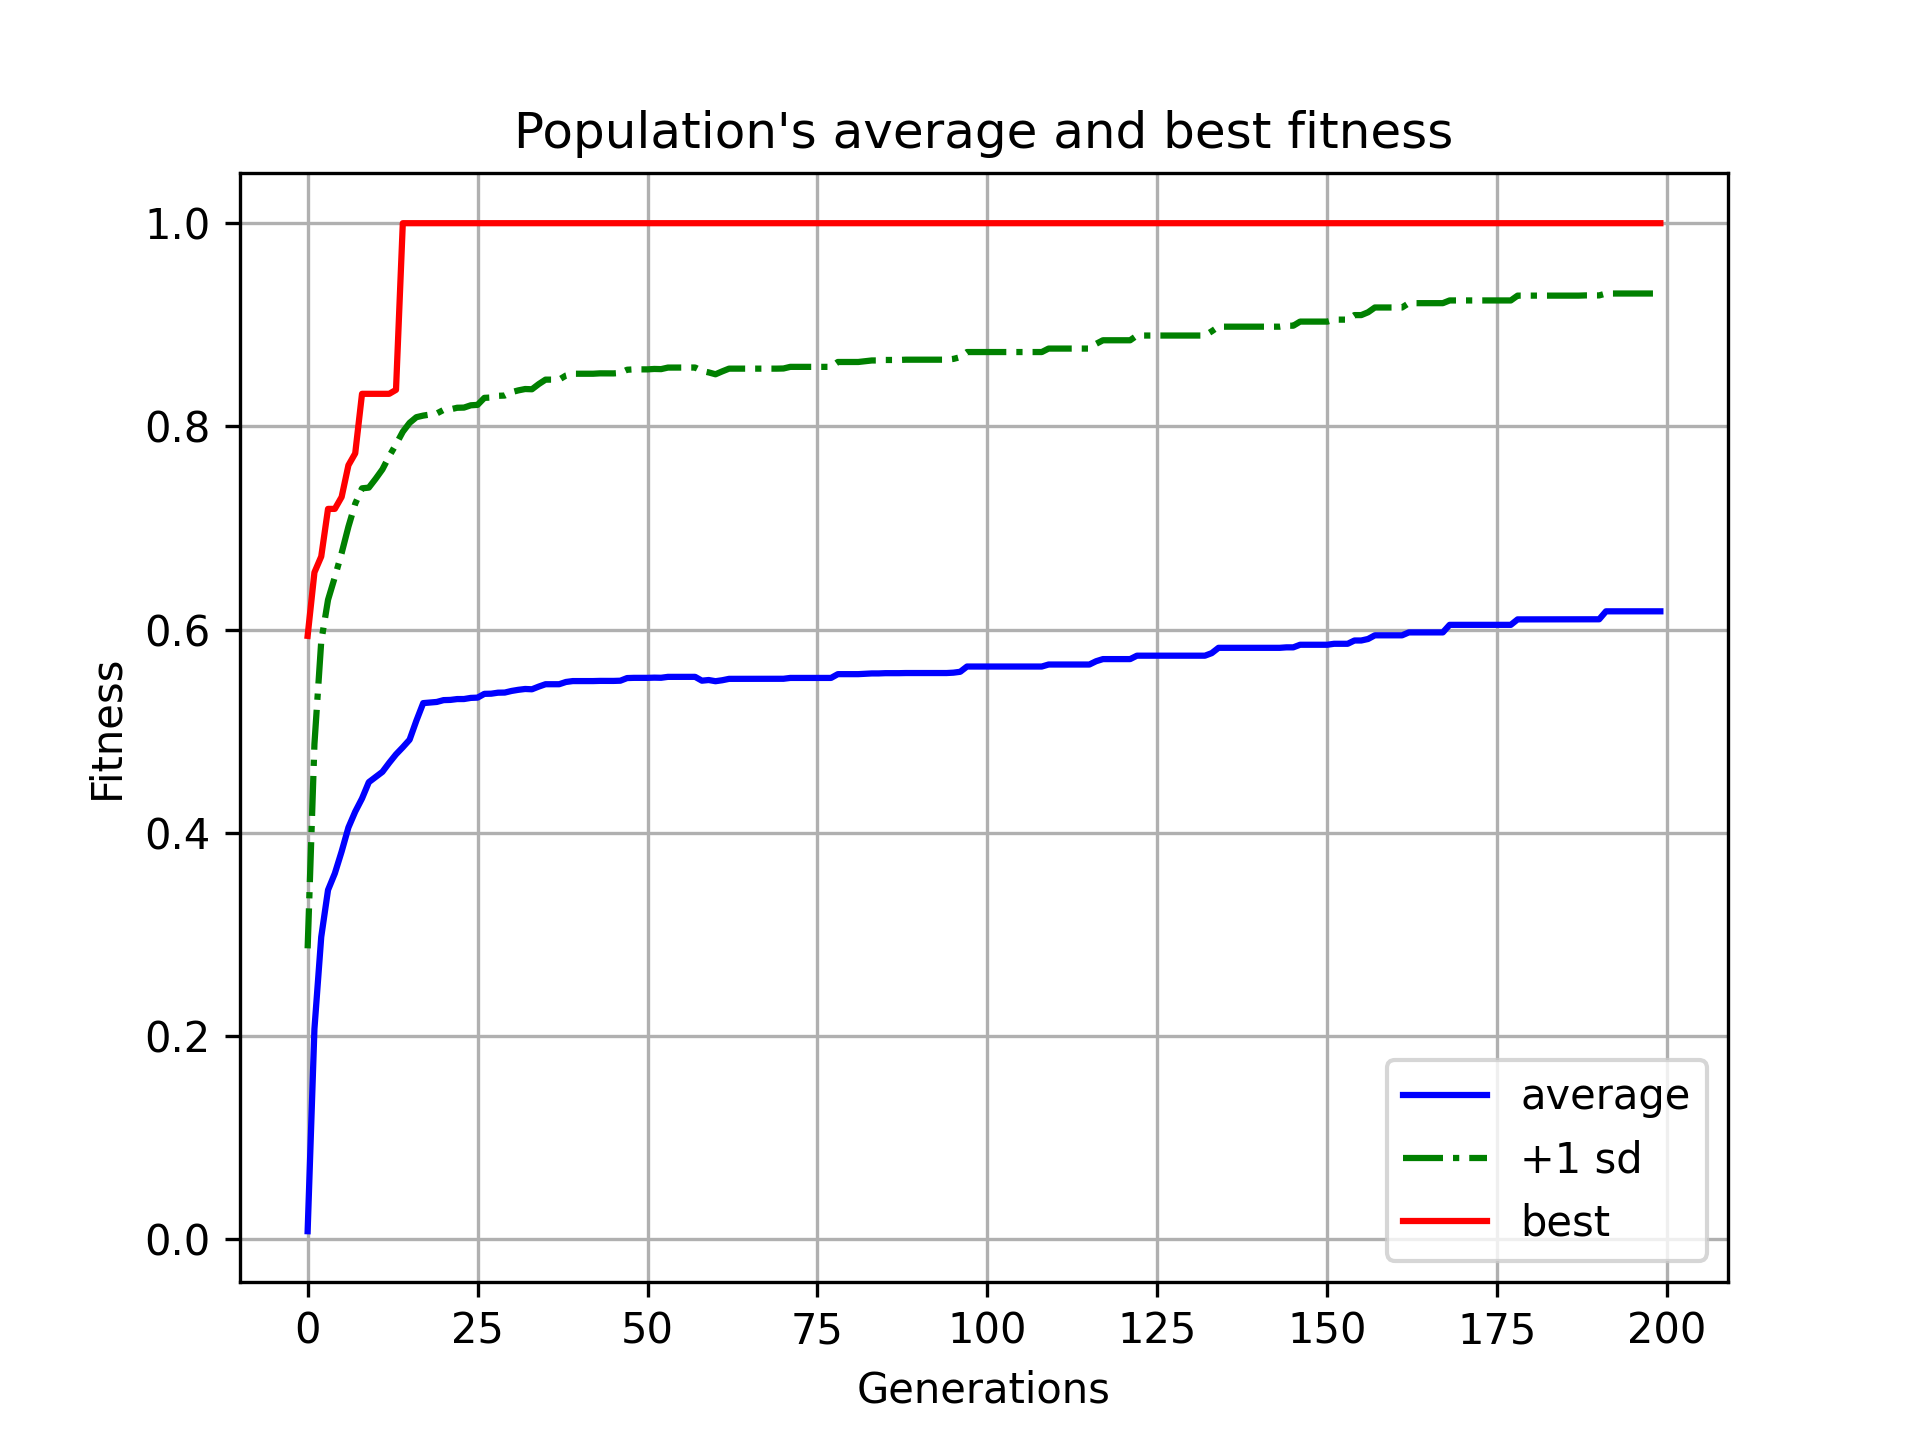 Population's average and best fitness
Fitness
1.0
0.8
0.6
0.4
0.2
0.0
0 25 50 75 100 125 150 175 200
Generations
average
+1 sd
best